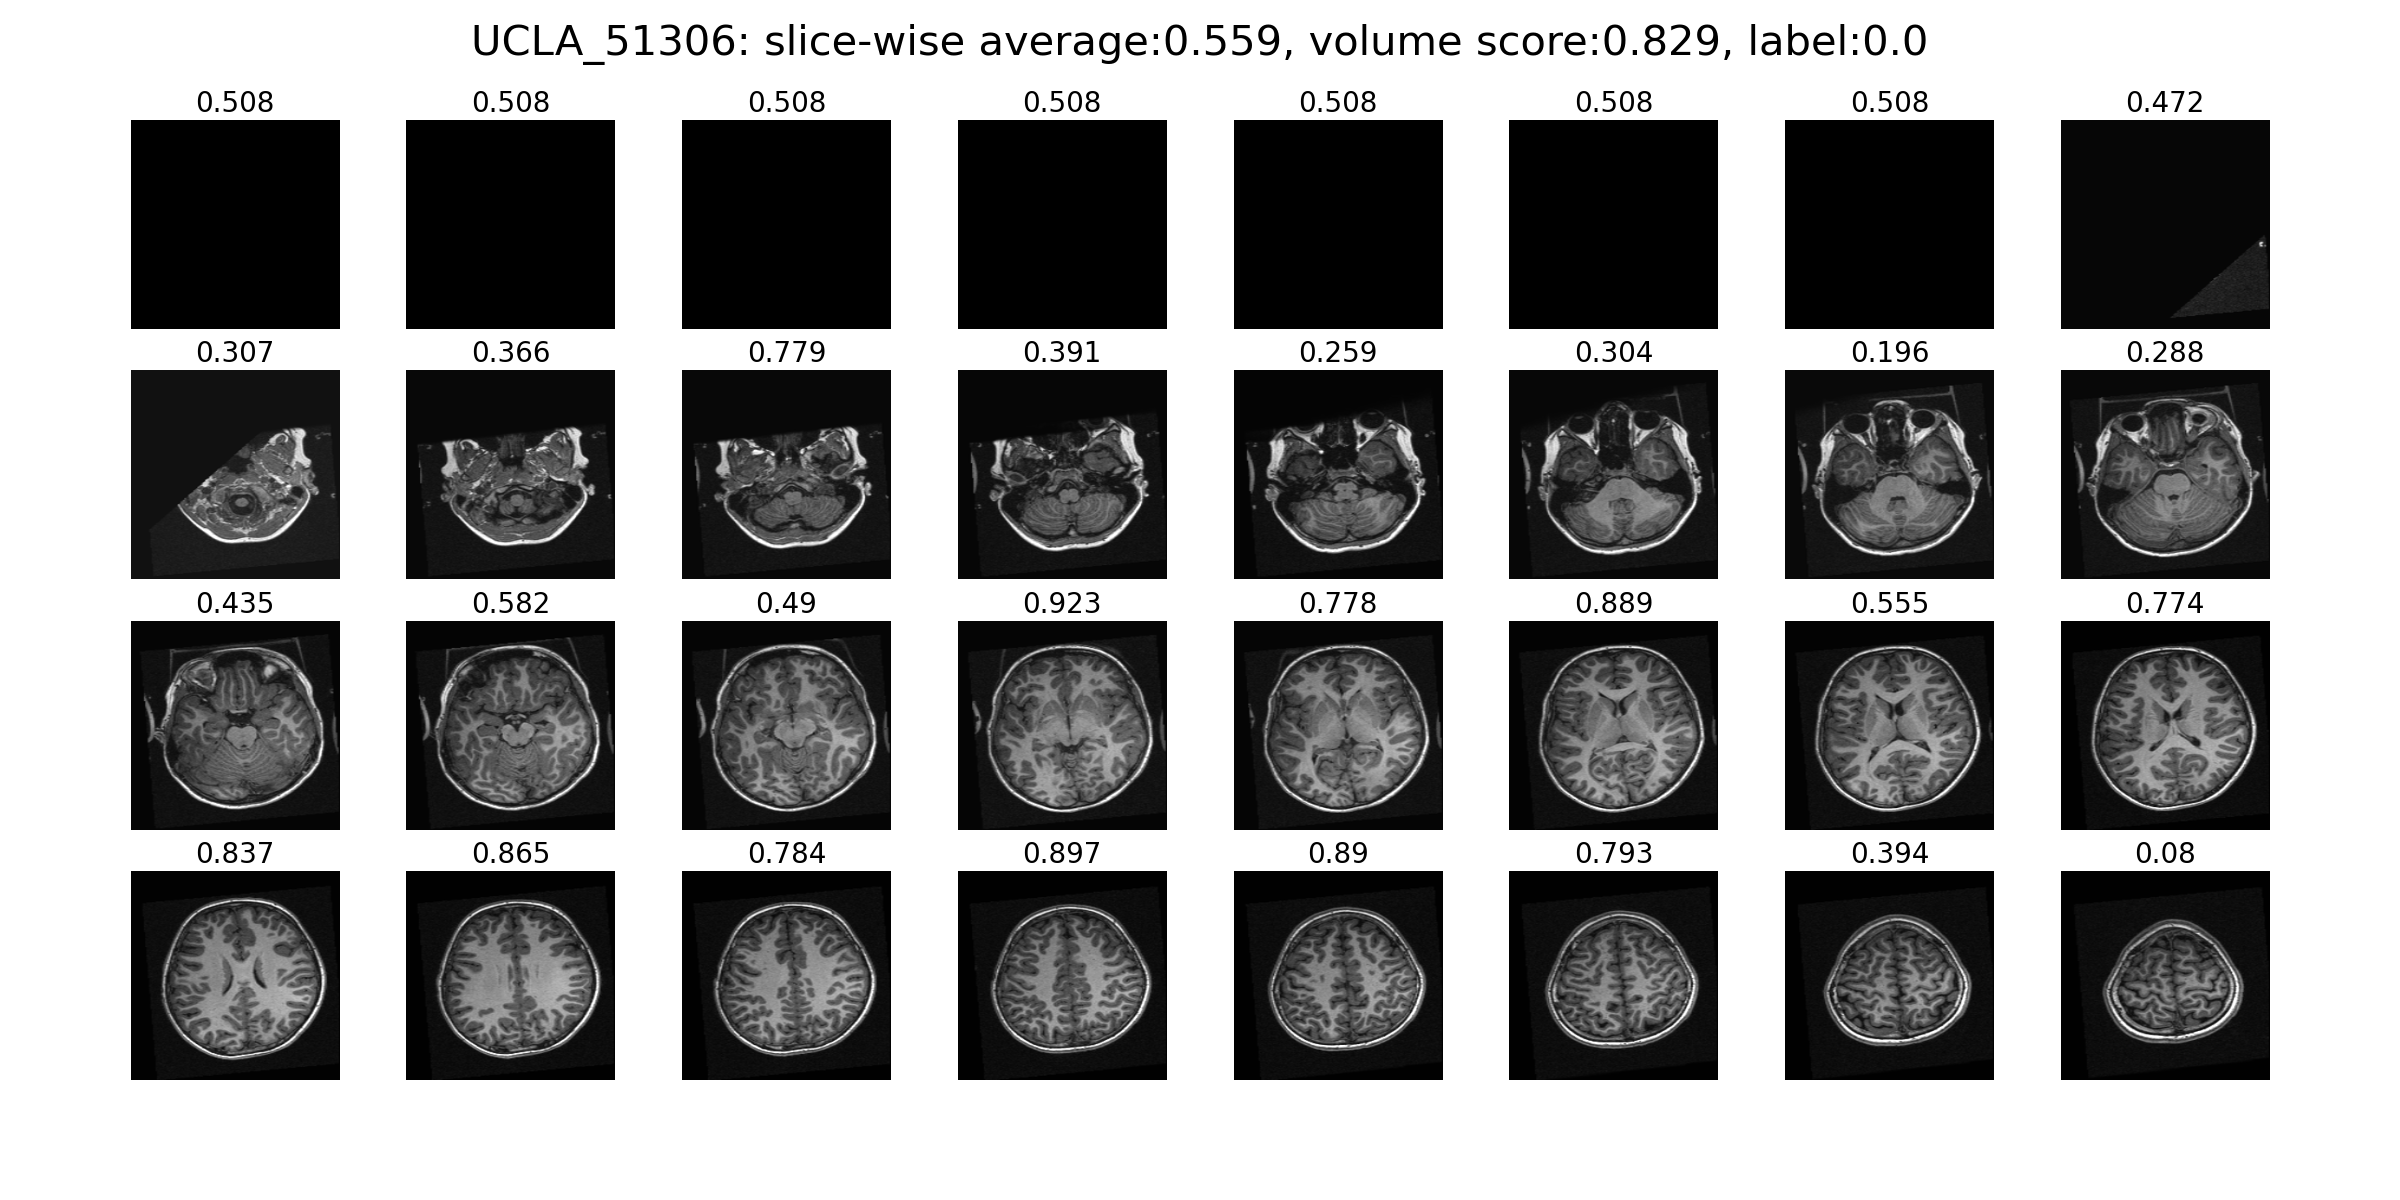 UCLA_51306: slice-wise average:0.559, volume score:0.829, label:0.0
0.508 0.508 0.508 0.508 0.508 0.508 0.508 0.472
0.307 0.366 0.779 0.391 0.259 0.304 0.196 0.288
0.435 0.582 0.49 0.923 0.778 0.889 0.555 0.774
0.837 0.865 0.784 0.897 0.89 0.793 0.394 0.08